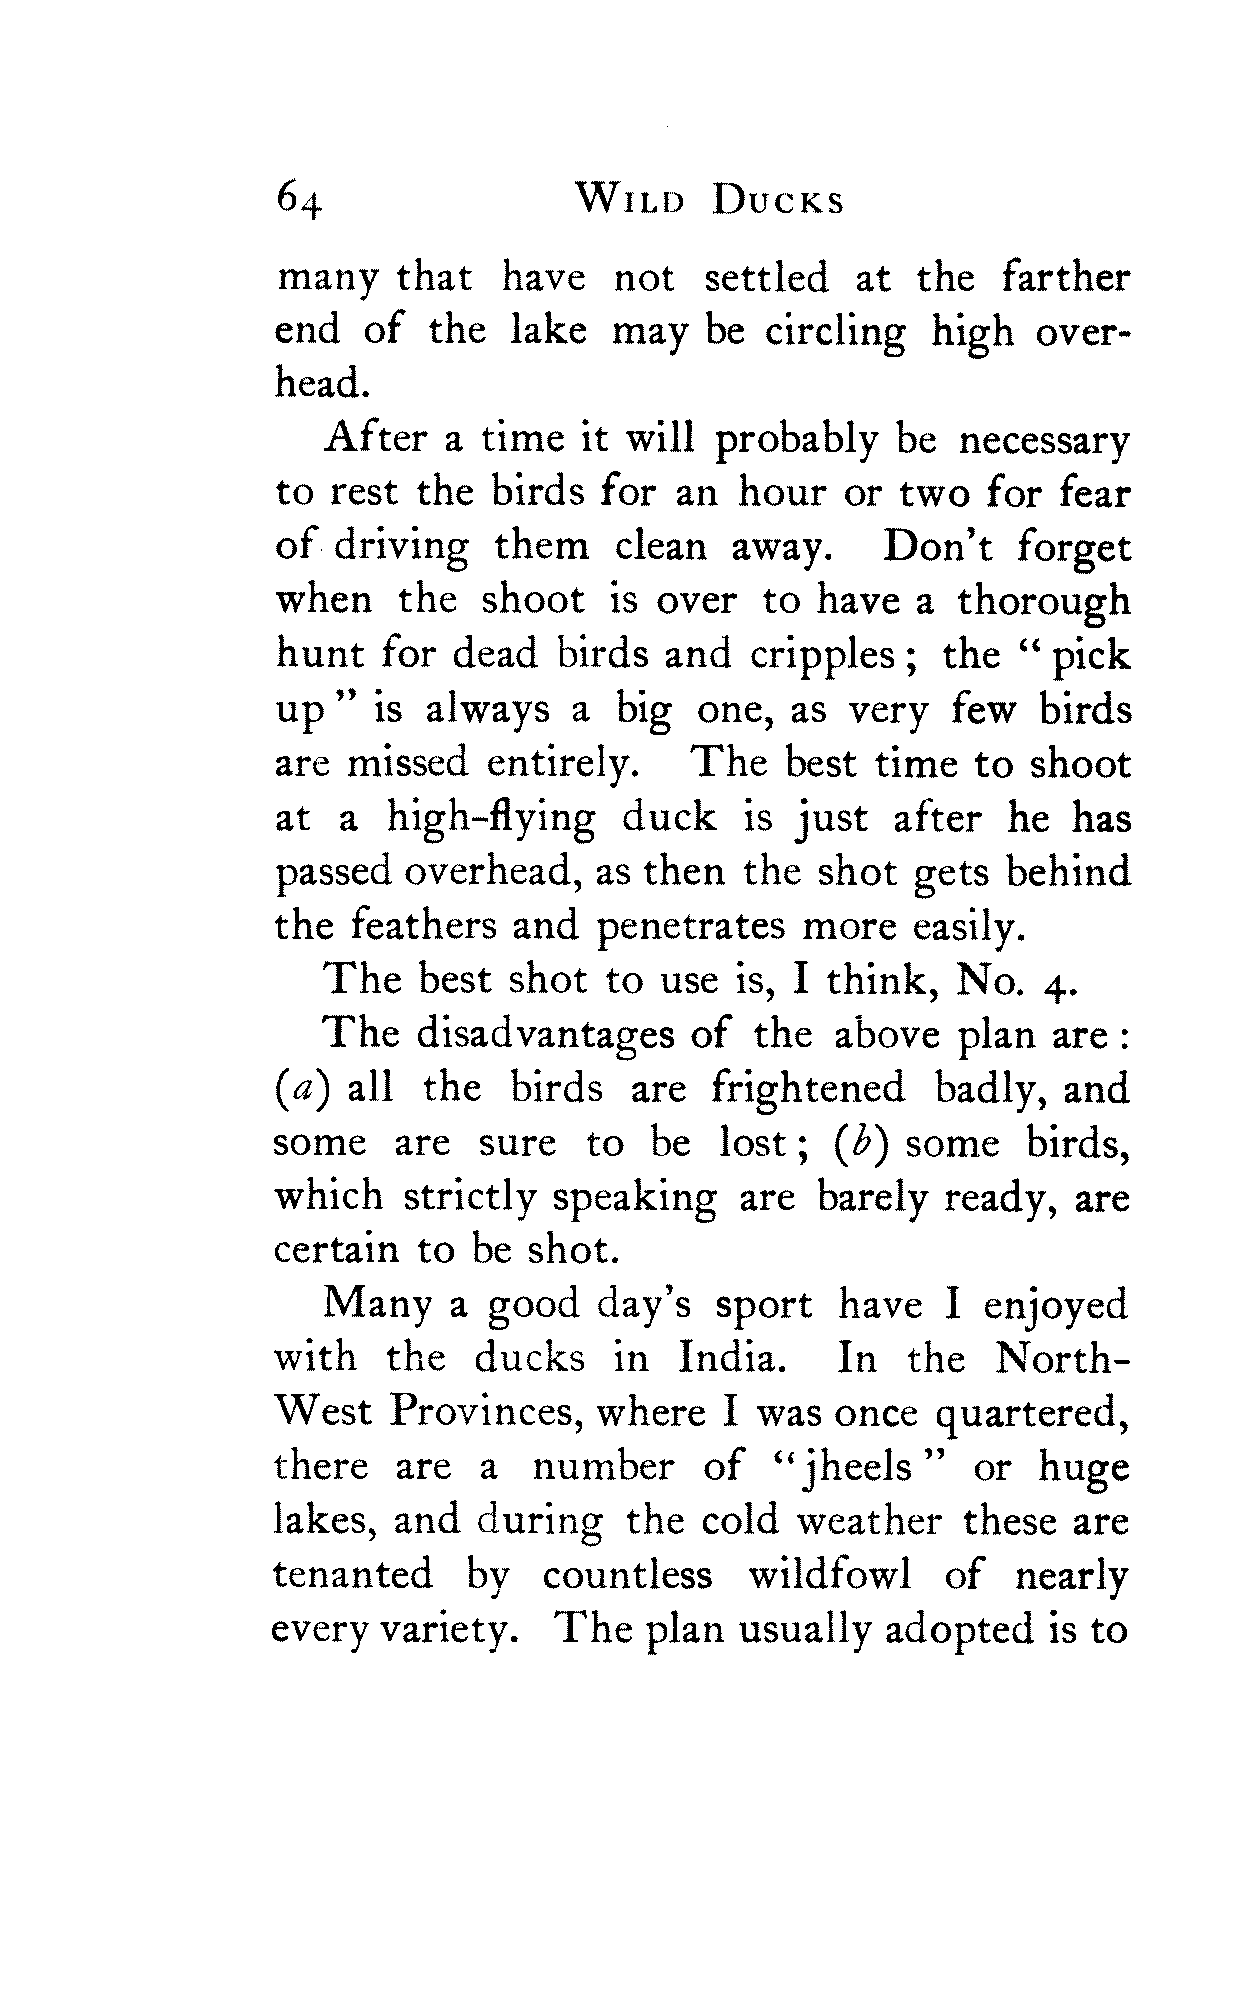 64 Wild Ducks
many that have not settled at the farther
end of the lake may be circling high over-
head.
After a time it will probably be necessary
to rest the birds for an hour or two for fear
of driving them clean away. Don't forget
when the shoot is over to have a thorough
hunt for dead birds and cripples ; the “ pick
up ” is always a big one, as very few birds
are missed entirely. The best time to shoot
at a high-flying duck is just after he has
passed overhead, as then the shot gets behind
the feathers and penetrates more easily.
The best shot to use is, I think, No. 4.
The disadvantages of the above plan are :
(a) all the birds are frightened badly, and
some are sure to be lost ; (b) some birds,
which strictly speaking are barely ready, are
certain to be shot.
Many a good day's sport have I enjoyed
with the ducks in India. In the North-
West Provinces, where I was once quartered,
there are a number of “jheels ” or huge
lakes, and during the cold weather these are
tenanted by countless wildfowl of nearly
every variety. The plan usually adopted is to